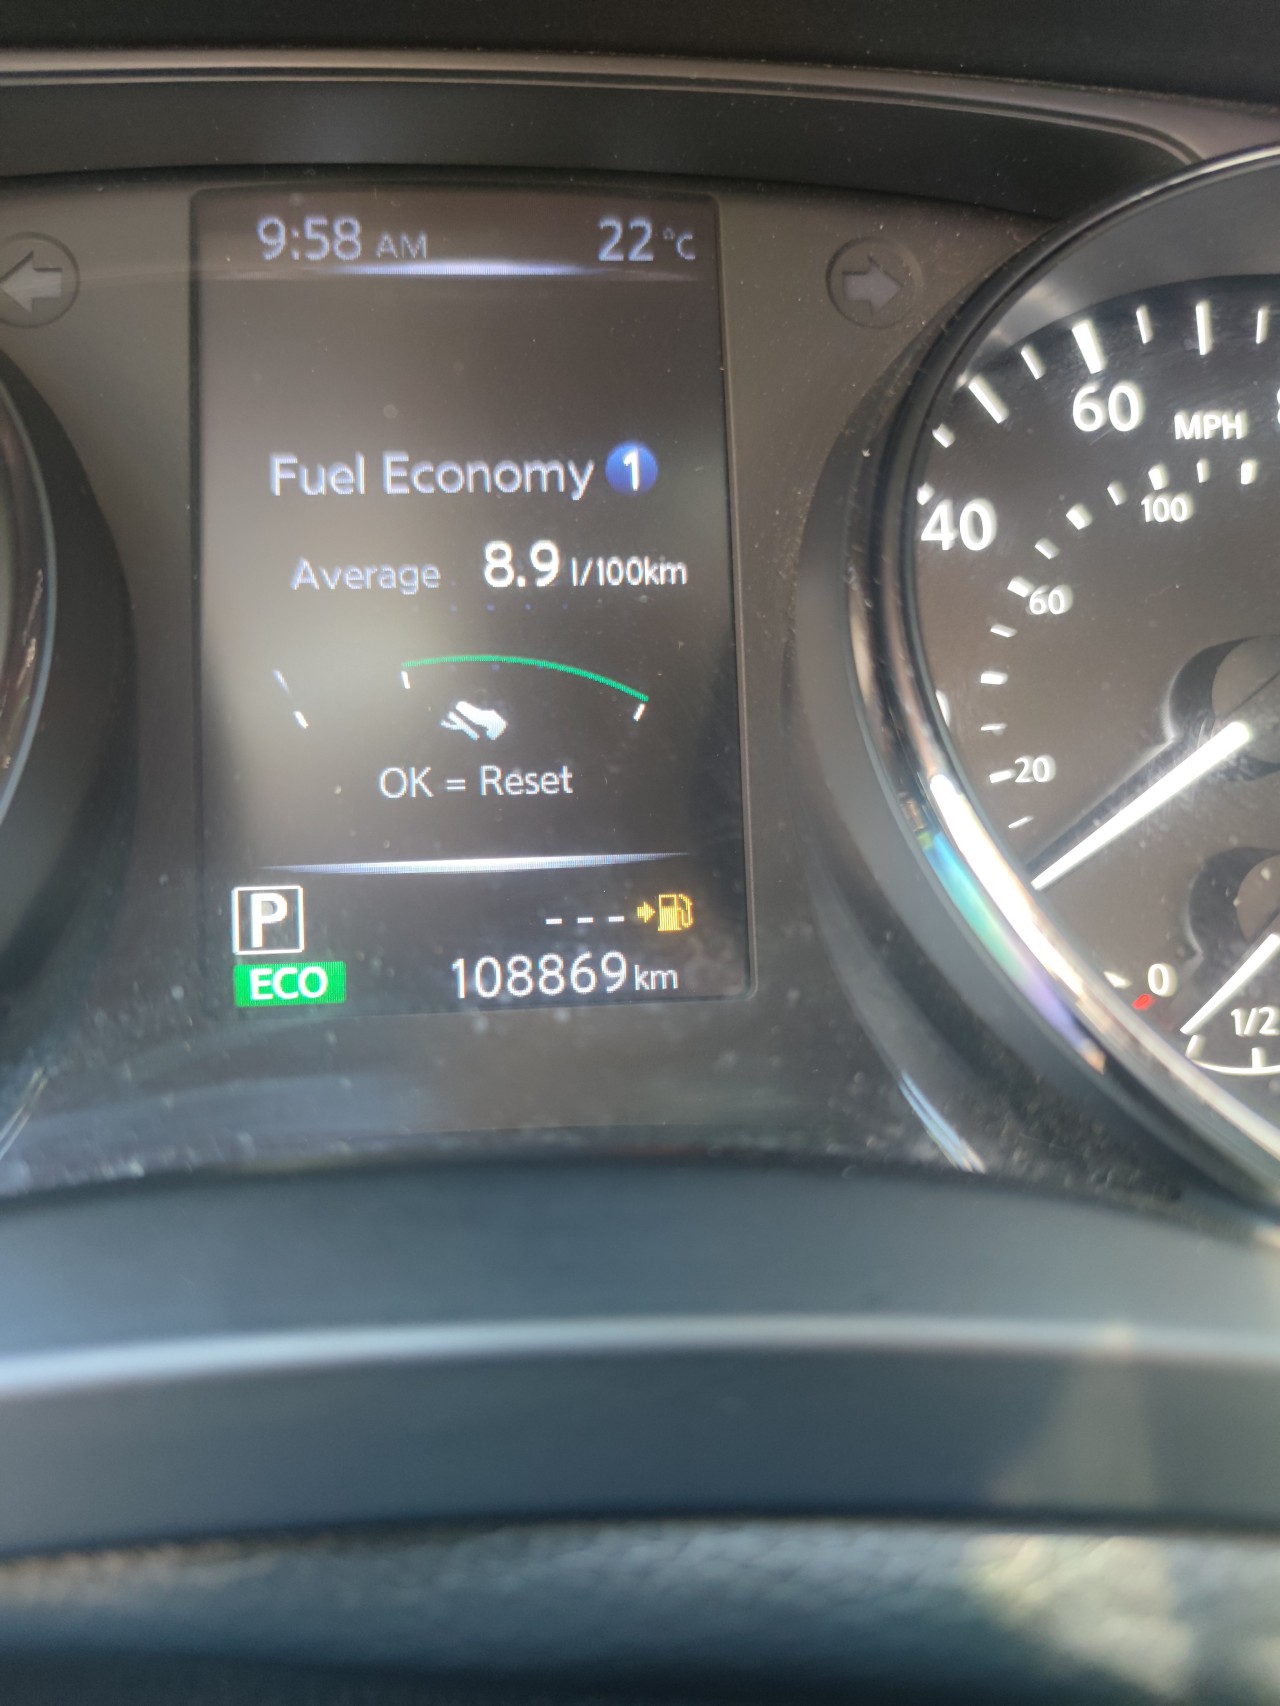 9:58 AM 22°C
Fuel Economy 1
Average 8.9 l/100km
OK = Reset
P ---
ECO 108869 km
60 MPH
40 100
60
20
0
1/2